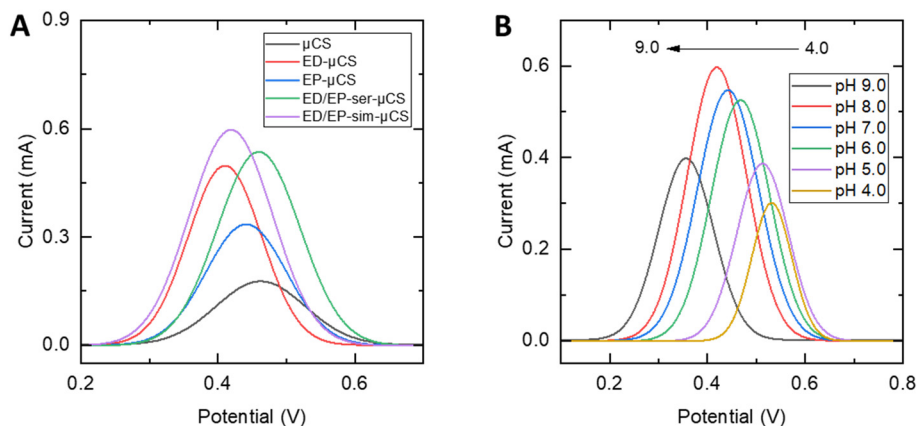 A
0.9
0.6
0.3
0.0
Current (mA)
0.2
0.4
0.6
Potential (V)
µCS
ED-µCS
EP-µCS
ED/EP-ser-µCS
ED/EP-sim-µCS
B
0.6
0.4
0.2
0.0
Current (mA)
0.2
0.4
0.6
0.8
Potential (V)
9.0
4.0
pH 9.0
pH 8.0
pH 7.0
pH 6.0
pH 5.0
pH 4.0